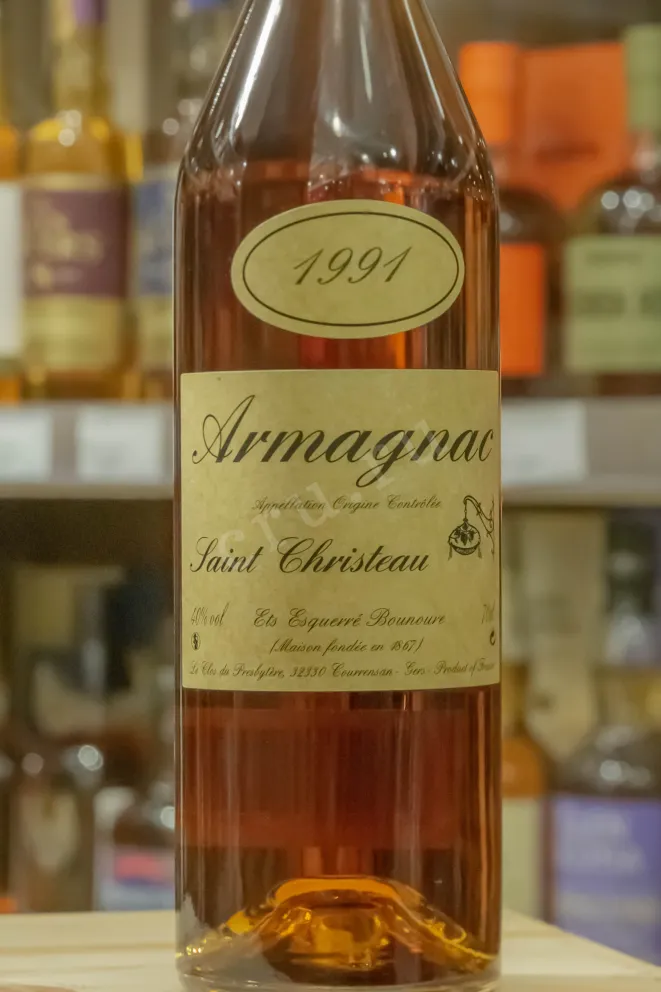 1991
Armagnac
Appellation Origine Contrôlée
Saint Christeau
40% vol Ets Esquerré Bounoure 70cl
(Maison fondée en 1867)
Le Clos du Presbytère, 32330 Courrensan - Gers - Product of France